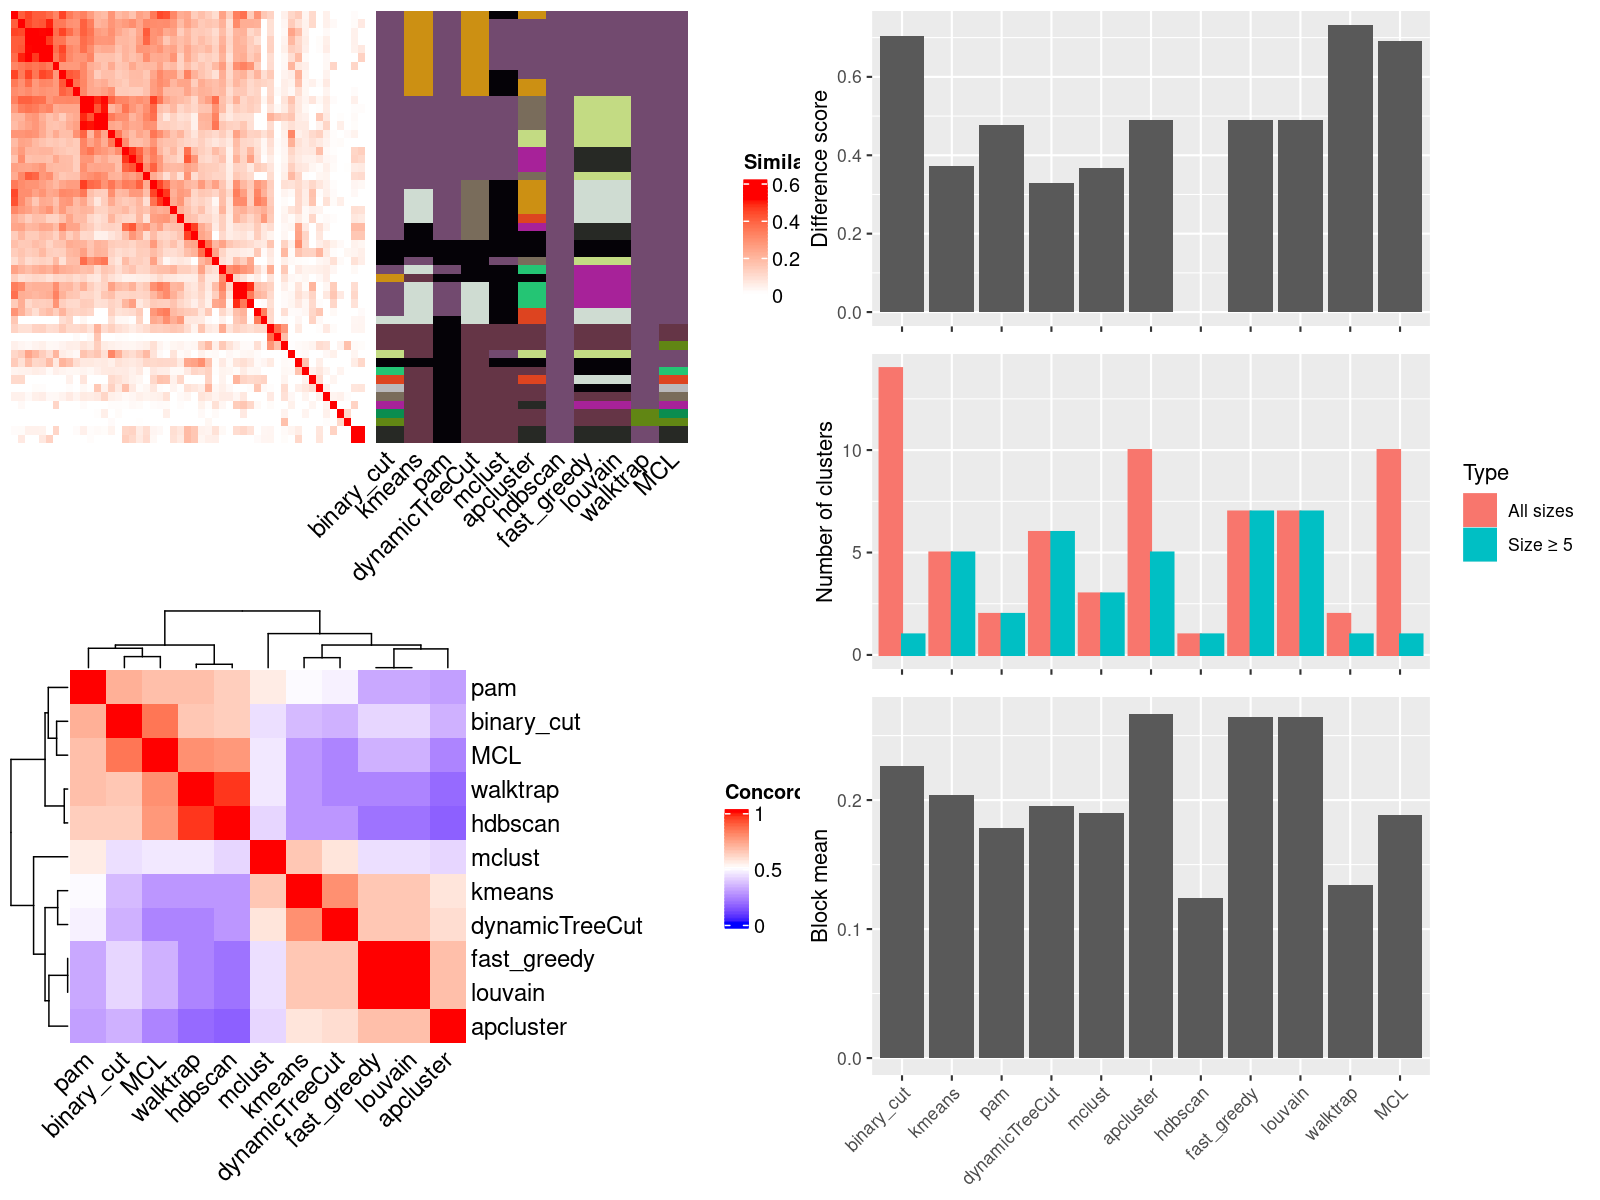 Simila
0.6
0.4
0.2
0
binary_cut
kmeans
pam
dynamicTreeCut
mclust
apcluster
hdbscan
fast_greedy
louvain
walktrap
MCL
Difference score
0.6
0.4
0.2
0.0
Number of clusters
10
5
0
Type
All sizes
Size ≥ 5
Block mean
0.2
0.1
0.0
binary_cut
kmeans
pam
dynamicTreeCut
mclust
apcluster
hdbscan
fast_greedy
louvain
walktrap
MCL
pam
binary_cut
MCL
walktrap
hdbscan
mclust
kmeans
dynamicTreeCut
fast_greedy
louvain
apcluster
pam
binary_cut
MCL
walktrap
hdbscan
mclust
kmeans
dynamicTreeCut
fast_greedy
louvain
apcluster
Concord
1
0.5
0